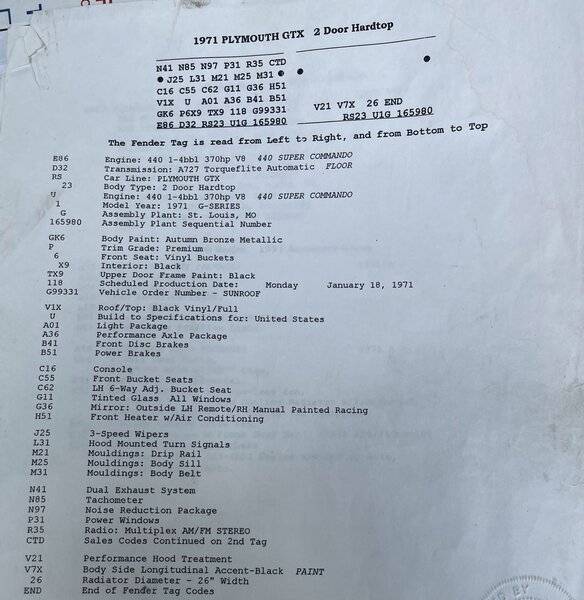 1971 PLYMOUTH GTX 2 Door Hardtop
N41 N85 N97 P31 R35 CTD
J25 L31 M21 M25 M31
C16 C55 C62 G11 G36 H51
V1X U A01 A36 B41 B51
GK6 P6X9 TX9 118 G99331
E86 D32 RS23 U1G 165980
V21 V7X 26 END
RS23 U1G 165980
The Fender Tag is read from Left to Right, and from Bottom to Top
E86 Engine: 440 1-4bbl 370hp V8 440 SUPER COMMANDO
D32 Transmission: A727 Torqueflite Automatic FLOOR
RS Car Line: PLYMOUTH GTX
23 Body Type: 2 Door Hardtop
U Engine: 440 1-4bbl 370hp V8 440 SUPER COMMANDO
1 Model Year: 1971 G-SERIES
G Assembly Plant: St. Louis, MO
165980 Assembly Plant Sequential Number
GK6 Body Paint: Autumn Bronze Metallic
P Trim Grade: Premium
6 Front Seat: Vinyl Buckets
X9 Interior: Black
TX9 Upper Door Frame Paint: Black
118 Scheduled Production Date: Monday January 18, 1971
G99331 Vehicle Order Number - SUNROOF
V1X Roof/Top: Black Vinyl/Full
U Build to Specifications for: United States
A01 Light Package
A36 Performance Axle Package
B41 Front Disc Brakes
B51 Power Brakes
C16 Console
C55 Front Bucket Seats
C62 LH 6-Way Adj. Bucket Seat
G11 Tinted Glass All Windows
G36 Mirror: Outside LH Remote/RH Manual Painted Racing
H51 Front Heater w/Air Conditioning
J25 3-Speed Wipers
L31 Hood Mounted Turn Signals
M21 Mouldings: Drip Rail
M25 Mouldings: Body Sill
M31 Mouldings: Body Belt
N41 Dual Exhaust System
N85 Tachometer
N97 Noise Reduction Package
P31 Power Windows
R35 Radio: Multiplex AM/FM STEREO
CTD Sales Codes Continued on 2nd Tag
V21 Performance Hood Treatment
V7X Body Side Longitudinal Accent-Black PAINT
26 Radiator Diameter - 26" Width
END End of Fender Tag Codes
BY